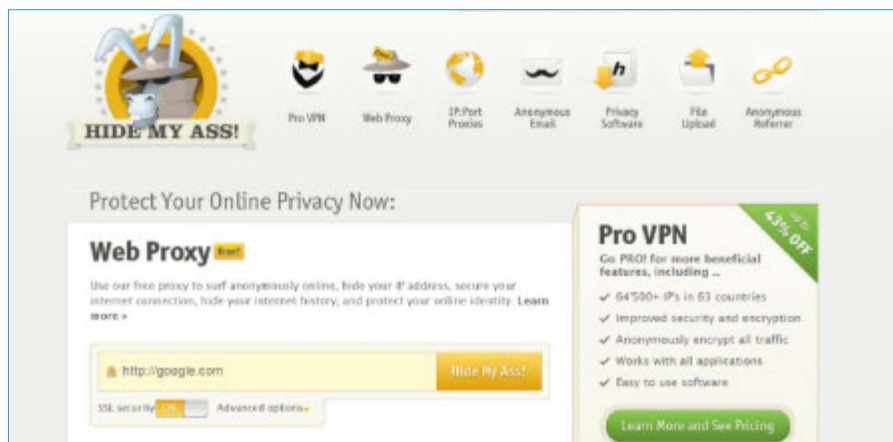 HIDE MY ASS!
Pro VPN
Web Proxy
IP:Port
Proxies
Anonymous
Email
Privacy
Software
File
Upload
Anonymous
Referrer
Protect Your Online Privacy Now:
Web Proxy Free!
Use our free proxy to surf anonymously online, hide your IP address, secure your
internet connection, hide your internet history, and protect your online identity. Learn
more »
http://google.com
Hide My Ass!
SSL security ON
Advanced options
up to
43% OFF
Pro VPN
Go PRO! for more beneficial
features, including ...
✓ 64'500+ IP's in 63 countries
✓ Improved security and encryption
✓ Anonymously encrypt all traffic
✓ Works with all applications
✓ Easy to use software
Learn More and See Pricing